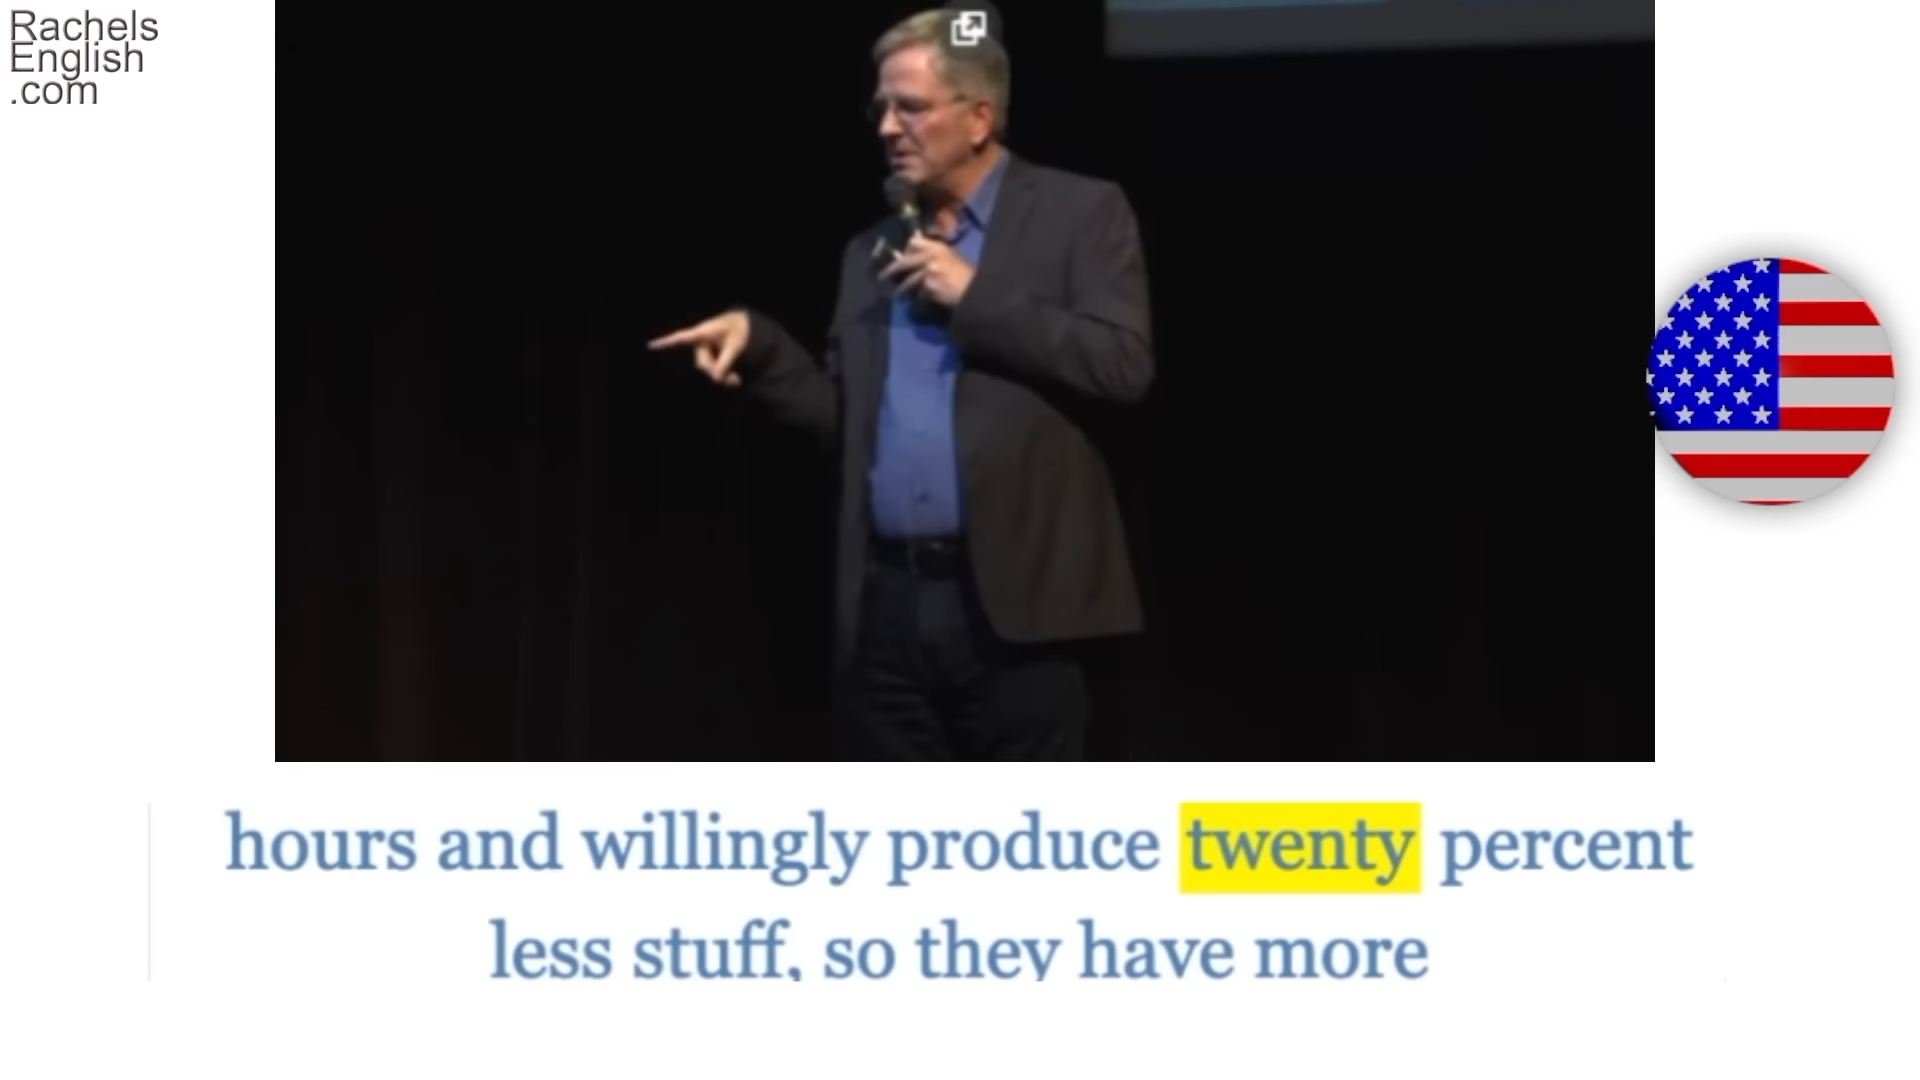 Rachels
English
.com
hours and willingly produce twenty percent
less stuff, so they have more